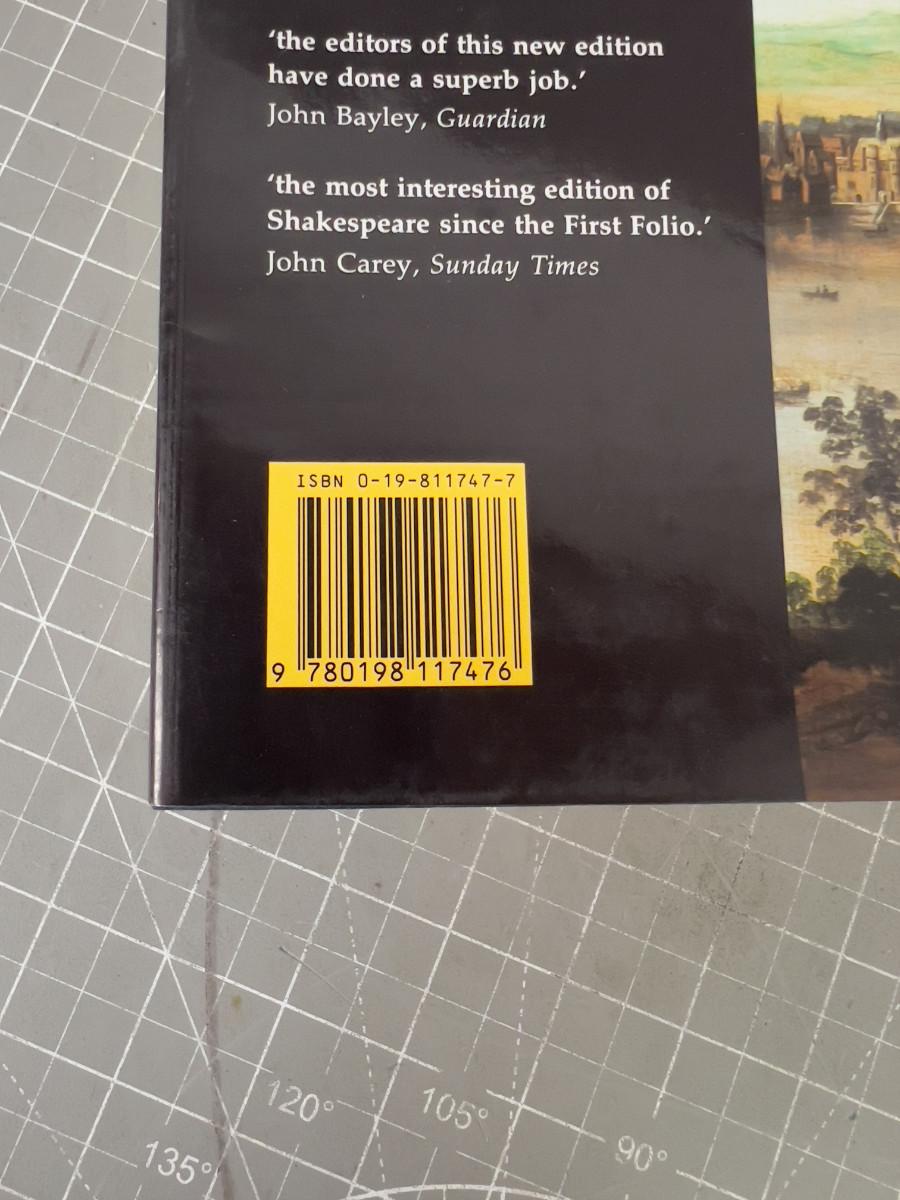 ‘the editors of this new edition
have done a superb job.’
John Bayley, Guardian
‘the most interesting edition of
Shakespeare since the First Folio.’
John Carey, Sunday Times
ISBN 0-19-811747-7
9 780198 117476
120°
105°
90°
135°